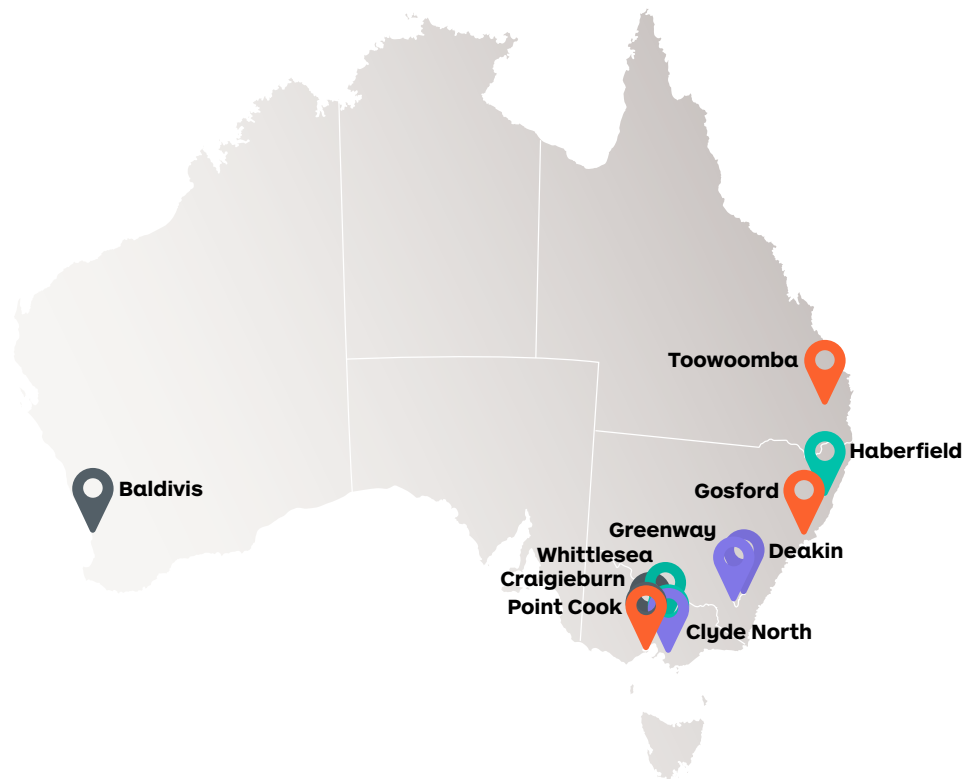 Toowoomba
Haberfield
Baldivis
Gosford
Greenway
Deakin
Whittlesea
Craigieburn
Point Cook
Clyde North